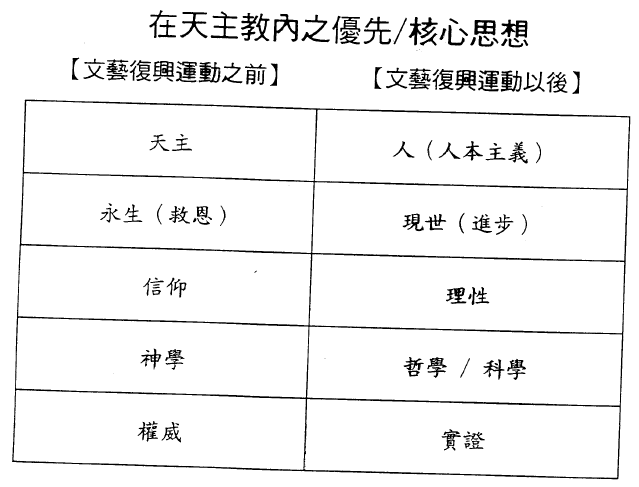 在天主教內之優先/核心思想
【文藝復興運動之前】 【文藝復興運動以後】
天主 人（人本主義）
永生（救恩） 現世（進步）
信仰 理性
神學 哲學 / 科學
權威 實證